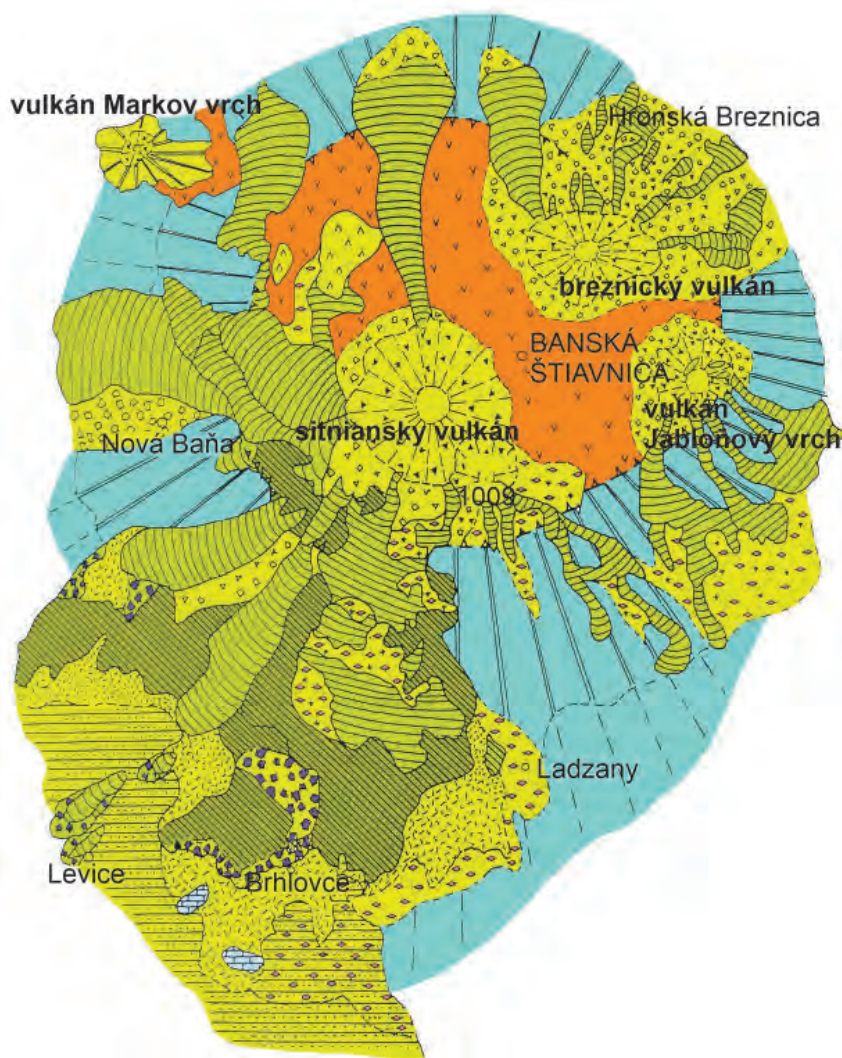 vulkán Markov vrch
Hronská Breznica
breznický vulkán
BANSKÁ
ŠTIAVNICA
vulkán
Jabloňový vrch
sitniansky vulkán
Nová Baňa
1009
Ladzany
Levice
Brhlovce